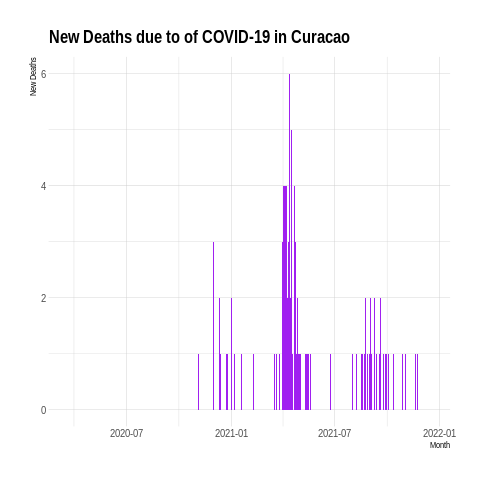 New Deaths due to of COVID-19 in Curacao
New Deaths
6
4
2
0
2020-07
2021-01
2021-07
2022-01
Month